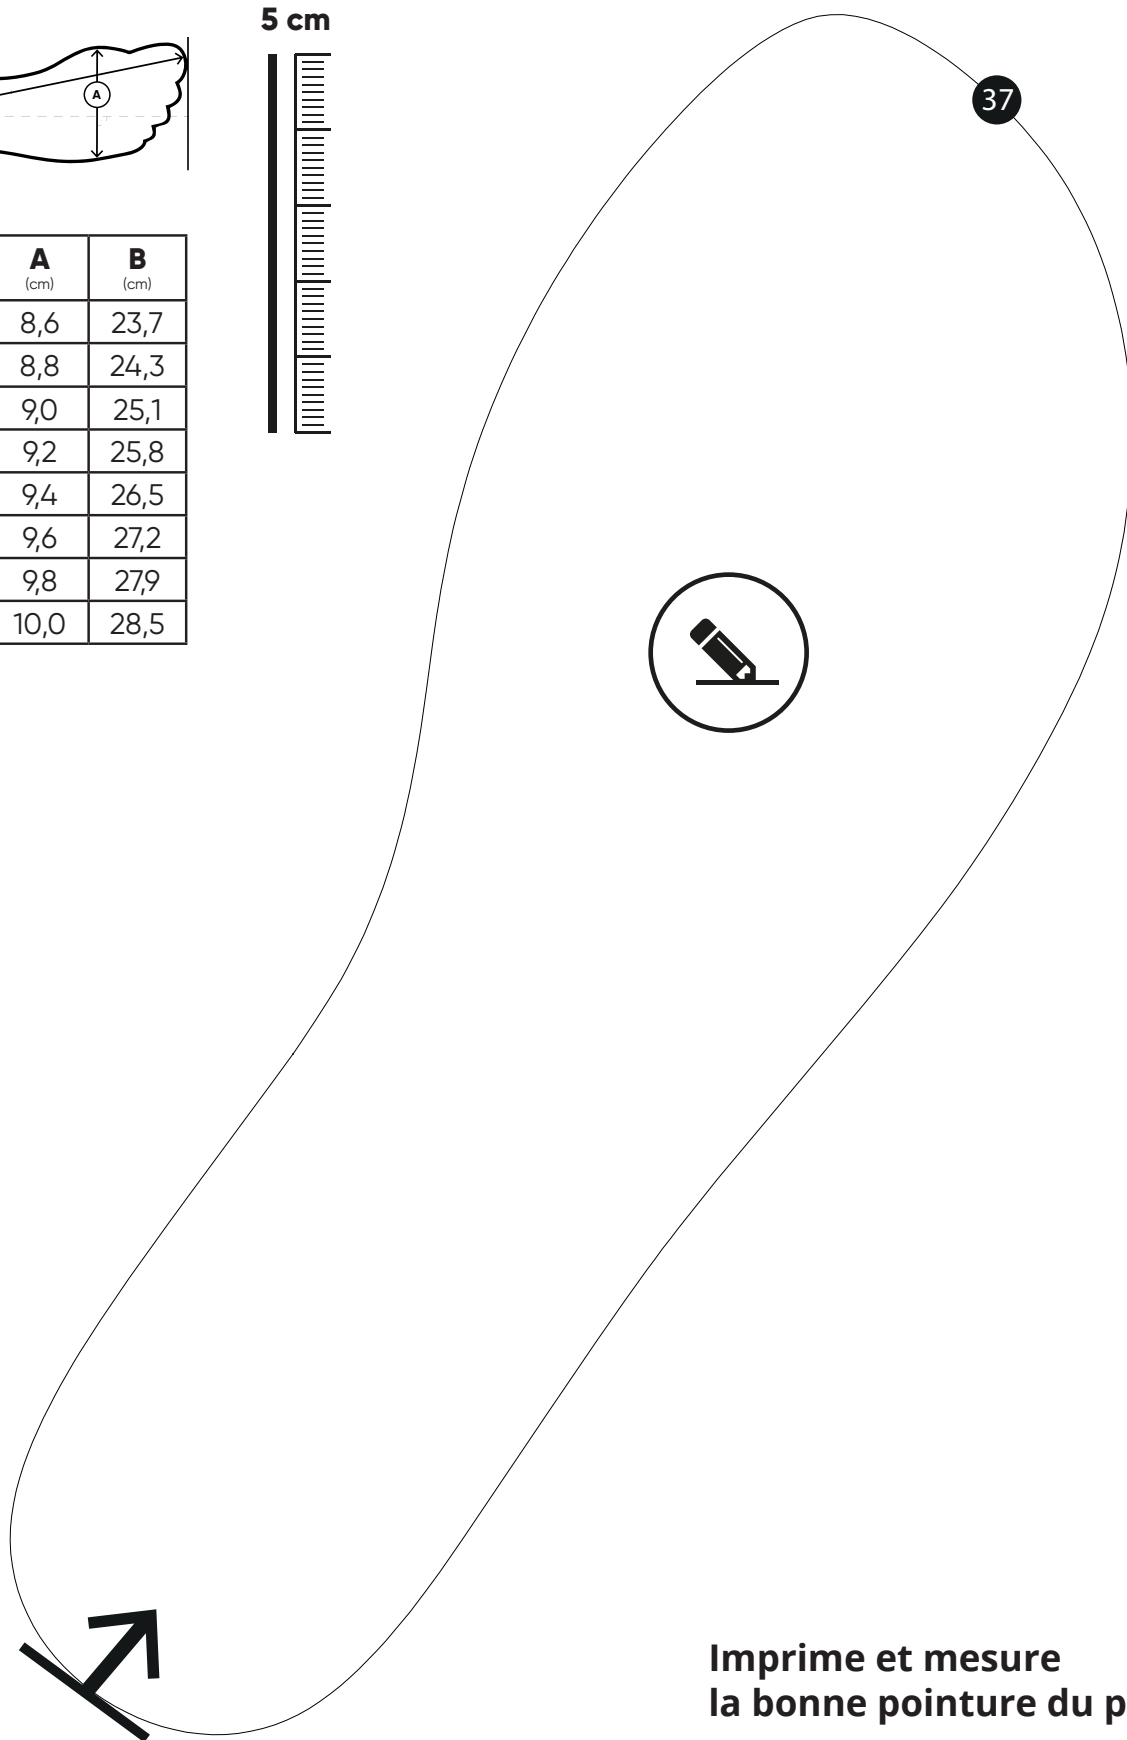 5 cm
37
A
A B
(cm) (cm)
8,6 23,7
8,8 24,3
9,0 25,1
9,2 25,8
9,4 26,5
9,6 27,2
9,8 27,9
10,0 28,5
Imprime et mesure
la bonne pointure du p